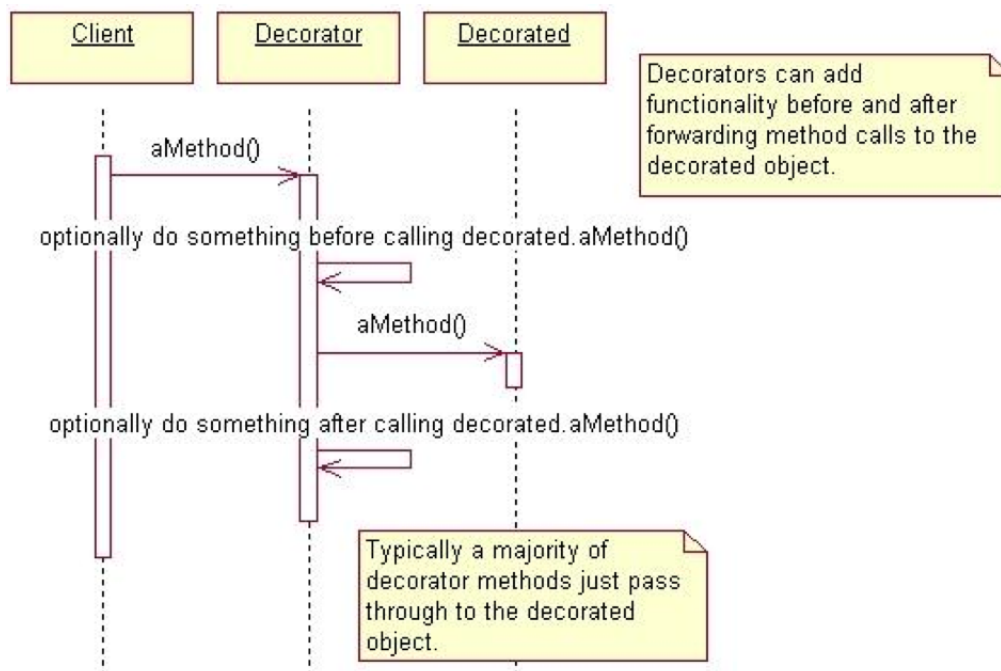 Client
Decorator
Decorated
Decorators can add
functionality before and after
forwarding method calls to the
decorated object.
aMethod()
optionally do something before calling decorated.aMethod()
aMethod()
optionally do something after calling decorated.aMethod()
Typically a majority of
decorator methods just pass
through to the decorated
object.